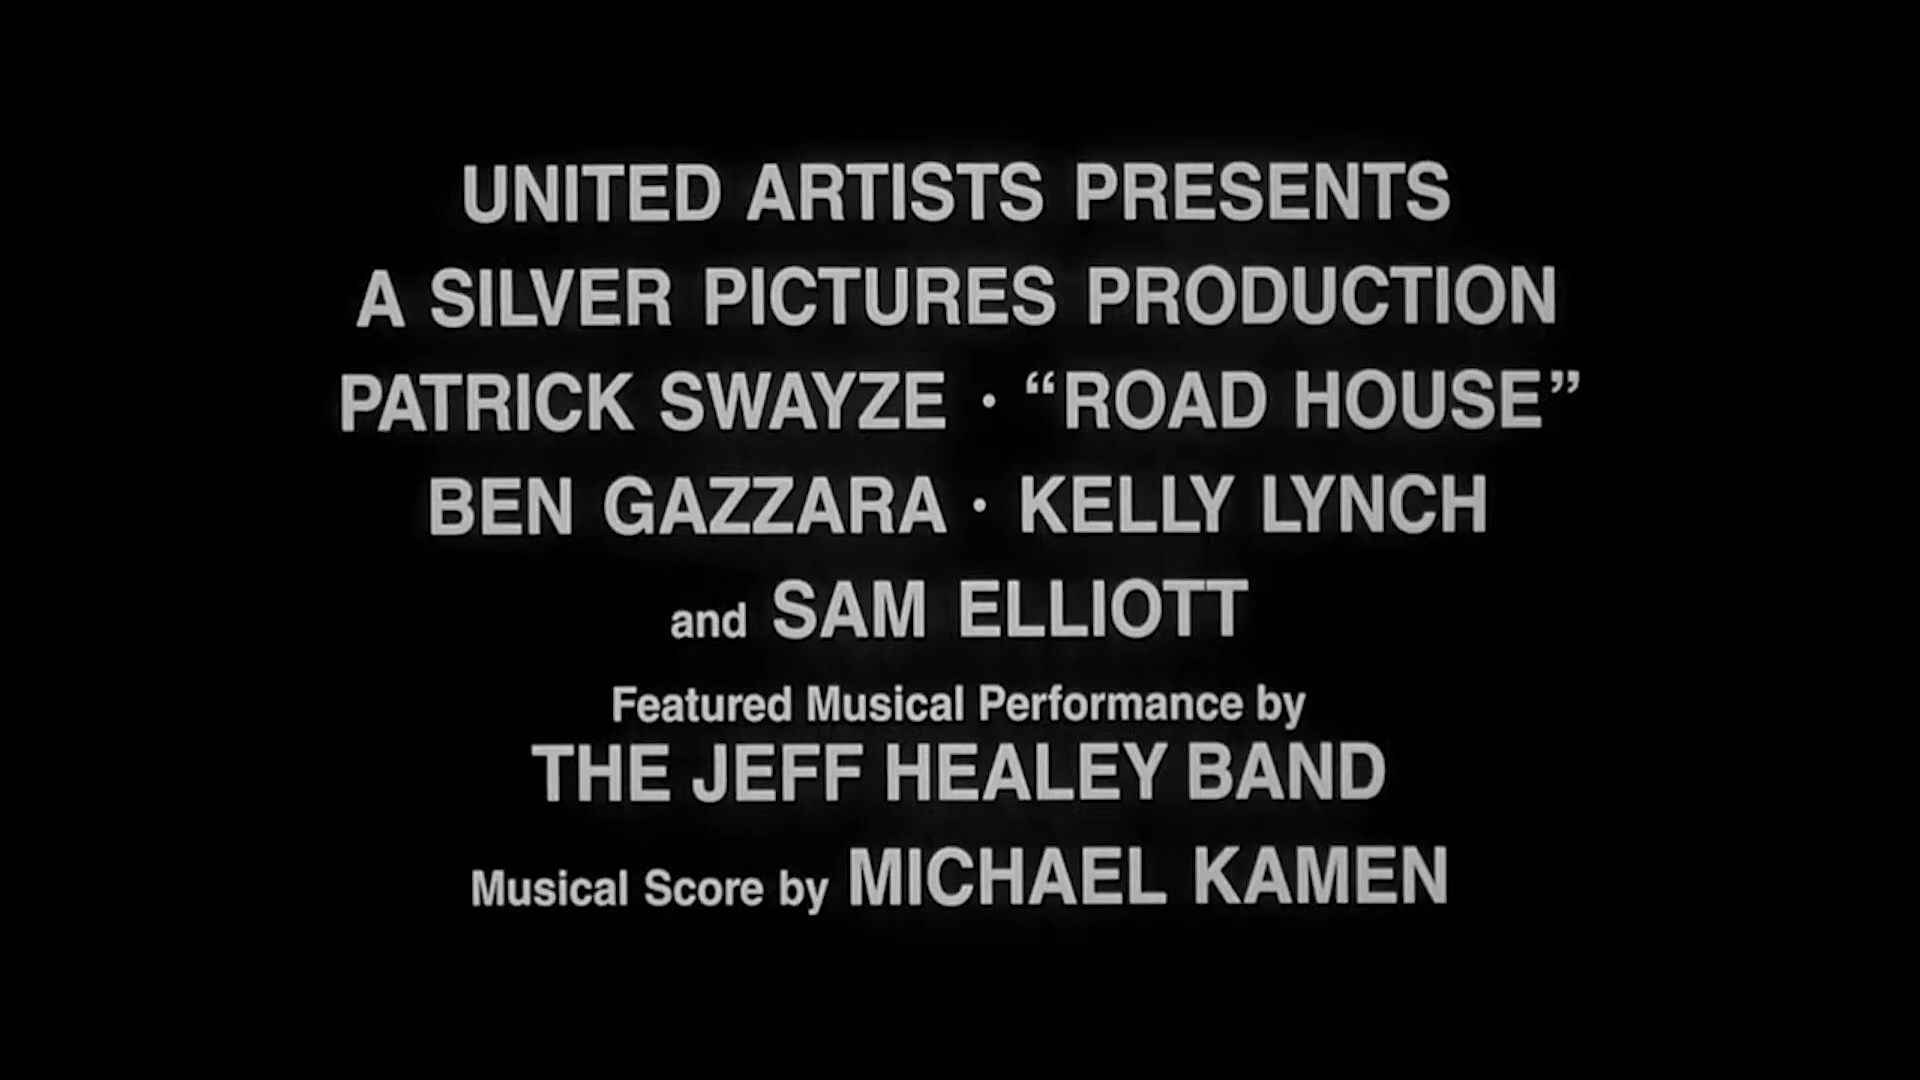 UNITED ARTISTS PRESENTS
A SILVER PICTURES PRODUCTION
PATRICK SWAYZE · “ROAD HOUSE”
BEN GAZZARA · KELLY LYNCH
and SAM ELLIOTT
Featured Musical Performance by
THE JEFF HEALEY BAND
Musical Score by MICHAEL KAMEN